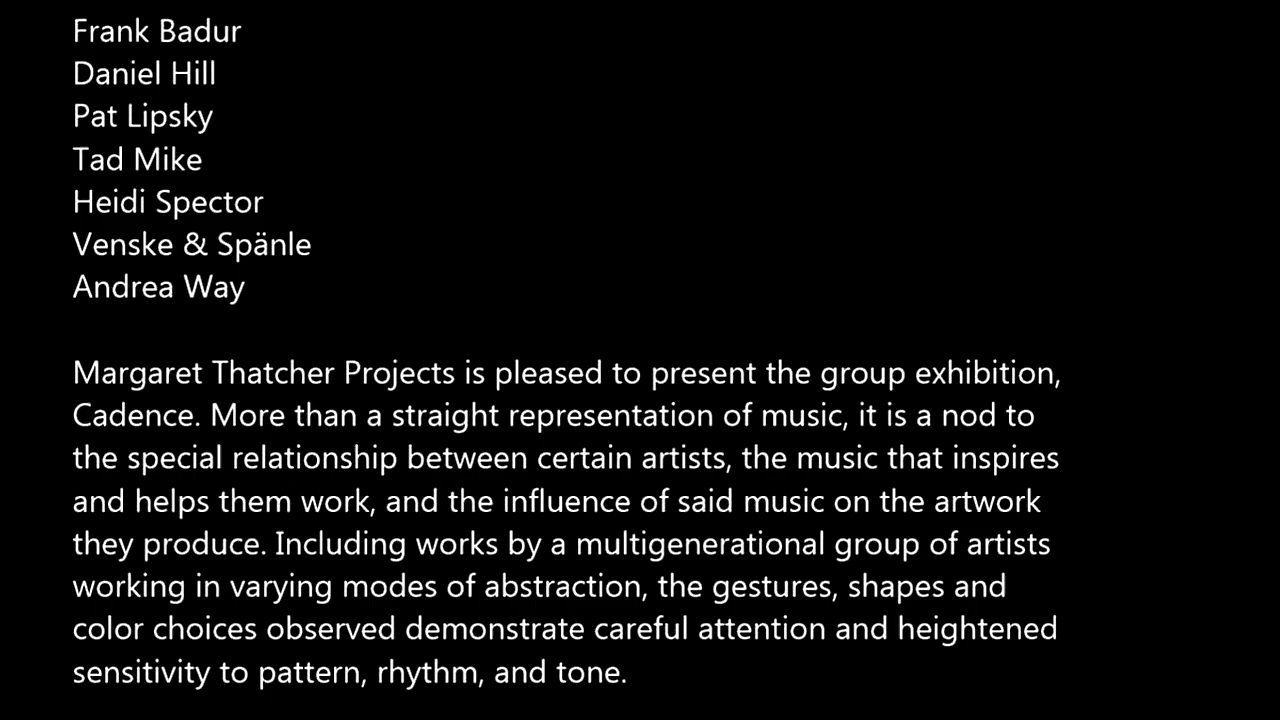 Frank Badur
Daniel Hill
Pat Lipsky
Tad Mike
Heidi Spector
Venske & Spänle
Andrea Way
Margaret Thatcher Projects is pleased to present the group exhibition,
Cadence. More than a straight representation of music, it is a nod to
the special relationship between certain artists, the music that inspires
and helps them work, and the influence of said music on the artwork
they produce. Including works by a multigenerational group of artists
working in varying modes of abstraction, the gestures, shapes and
color choices observed demonstrate careful attention and heightened
sensitivity to pattern, rhythm, and tone.